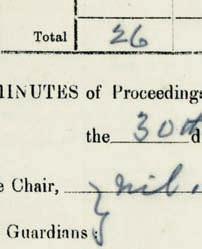 Total 26
MINUTES of Proceedings
the 30th d
e Chair, nil.
Guardians: